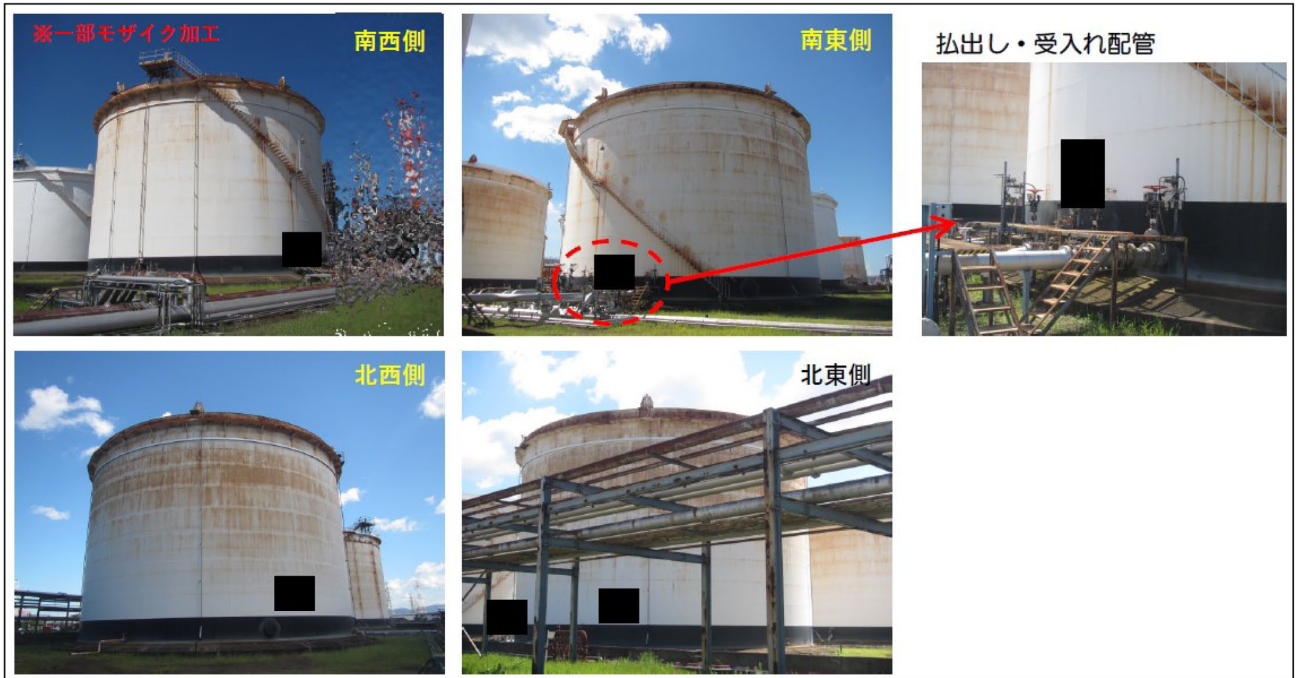 ※一部モザイク加工
南西側
南東側
払出し・受入れ配管
北西側
北東側